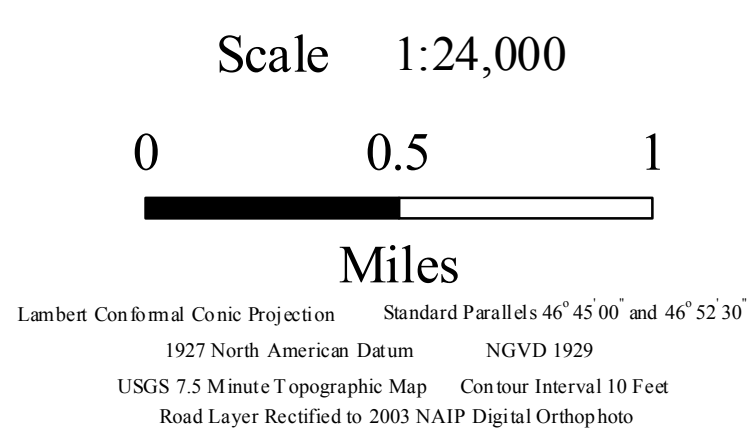 Scale 1:24,000
0 0.5 1
Miles
Lambert Conformal Conic Projection Standard Parallels 46° 45' 00" and 46° 52' 30"
1927 North American Datum NGVD 1929
USGS 7.5 Minute Topographic Map Contour Interval 10 Feet
Road Layer Rectified to 2003 NAIP Digital Orthophoto